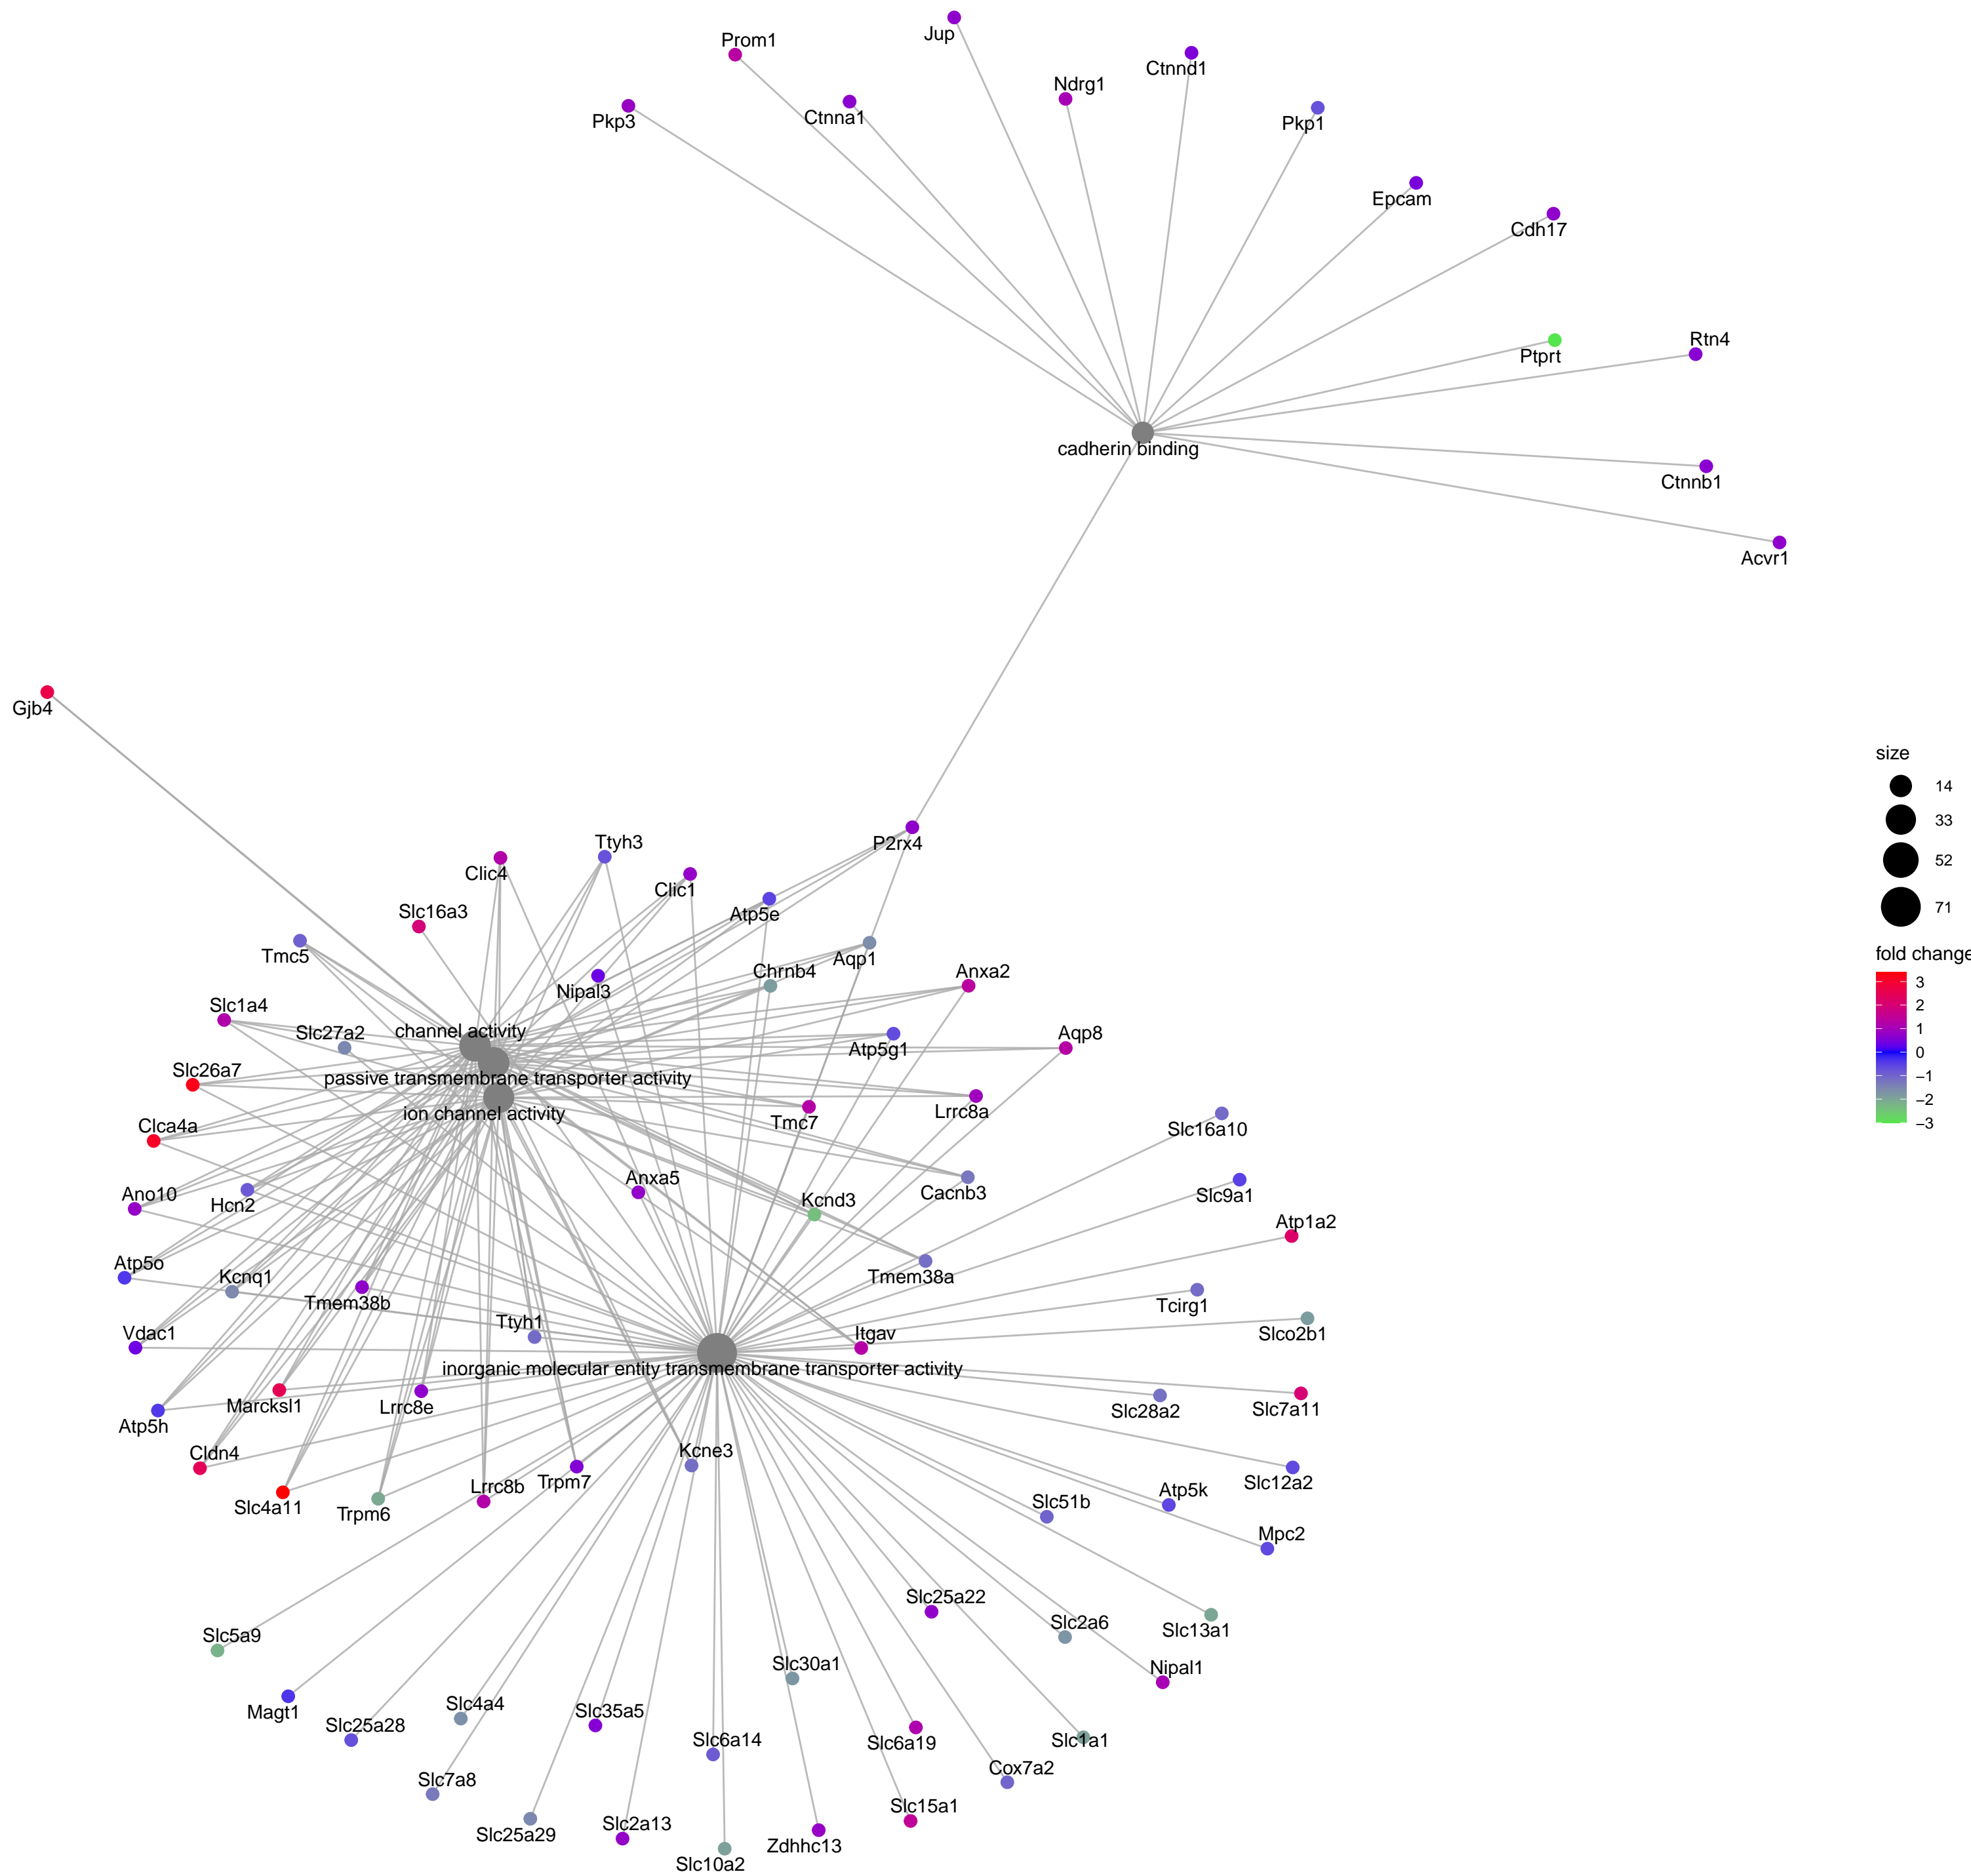 Jup
Prom1
Ctnnd1
Ndrg1
Ctnna1
Pkp3
Pkp1
Epcam
Cdh17
Ptprt
Rtn4
cadherin binding
Ctnnb1
Acvr1
Gjb4
size
14
33
52
71
fold change
3
2
1
0
−1
−2
−3
P2rx4
Ttyh3
Clic4
Clic1
Slc16a3
Atp5e
Tmc5
Aqp1
Chrnb4
Anxa2
Nipal3
Slc1a4
Slc27a2
channel activity
Atp5g1
Aqp8
Slc26a7
passive transmembrane transporter activity
ion channel activity
Lrrc8a
Tmc7
Clca4a
Slc16a10
Anxa5
Ano10
Hcn2
Kcnd3
Cacnb3
Slc9a1
Atp1a2
Atp5o
Kcnq1
Tmem38b
Tmem38a
Tcirg1
Vdac1
Ttyh1
Itgav
Slco2b1
inorganic molecular entity transmembrane transporter activity
Marcksl1
Lrrc8e
Slc28a2
Slc7a11
Atp5h
Cldn4
Kcne3
Slc4a11
Trpm6
Lrrc8b
Trpm7
Slc12a2
Atp5k
Slc51b
Mpc2
Slc25a22
Slc2a6
Slc13a1
Slc5a9
Slc30a1
Nipal1
Magt1
Slc25a28
Slc4a4
Slc35a5
Slc6a14
Slc6a19
Slc1a1
Slc7a8
Cox7a2
Slc25a29
Slc2a13
Slc15a1
Zdhhc13
Slc10a2